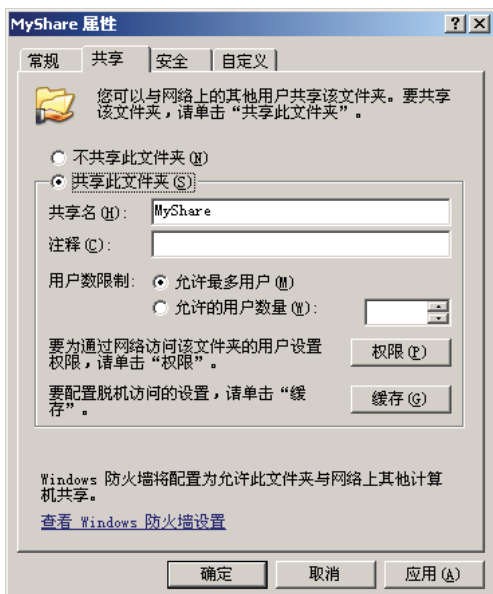 MyShare 属性
常规 共享 安全 自定义
您可以与网络上的其他用户共享该文件夹。要共享
该文件夹，请单击“共享此文件夹”。
不共享此文件夹(N)
共享此文件夹(S)
共享名(H): MyShare
注释(C):
用户数限制: 允许最多用户(M)
允许的用户数量(W):
要为通过网络访问该文件夹的用户设置
权限，请单击“权限”。
权限(P)
要配置脱机访问的设置，请单击“缓
存”。
缓存(G)
Windows 防火墙将配置为允许此文件夹与网络上其他计算
机共享。
查看 Windows 防火墙设置
确定 取消 应用(A)